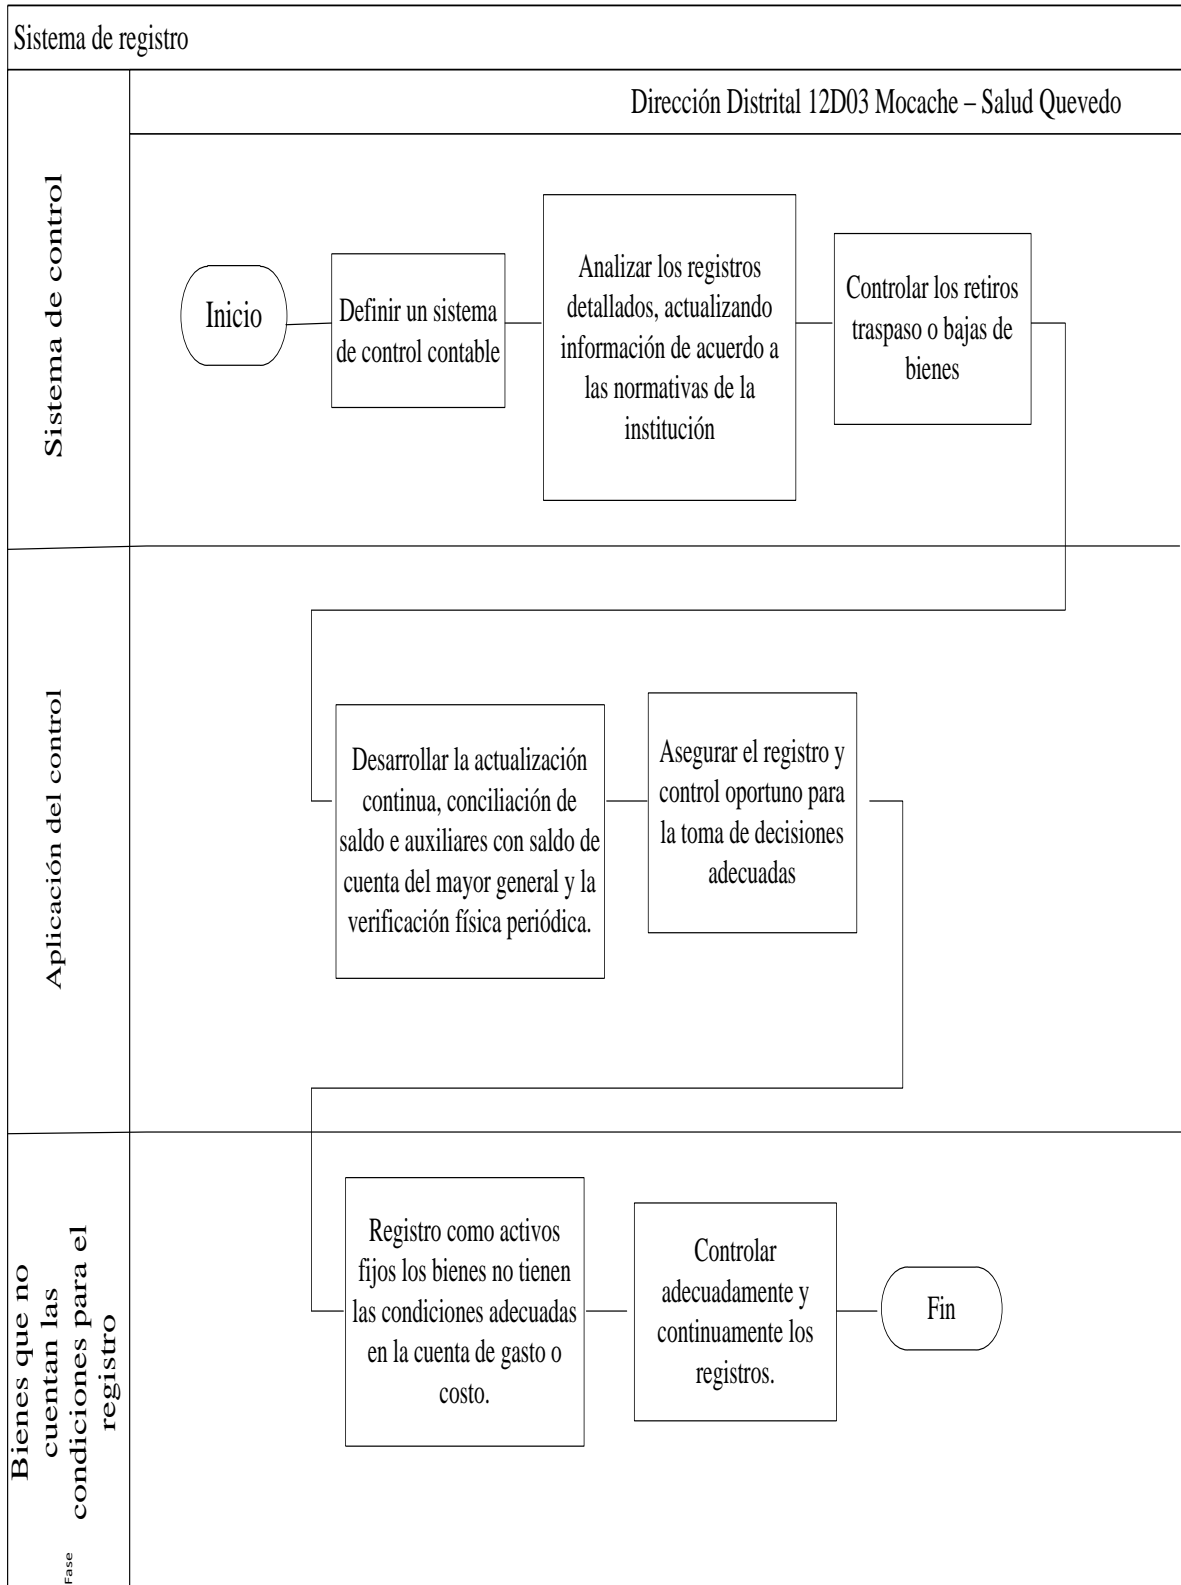 Sistema de registro
Dirección Distrital 12D03 Mocache – Salud Quevedo
Sistema de control
Inicio
Definir un sistema
de control contable
Analizar los registros
detallados, actualizando
información de acuerdo a
las normativas de la
institución
Controlar los retiros
traspaso o bajas de
bienes
Aplicación del control
Desarrollar la actualización
continua, conciliación de
saldo e auxiliares con saldo de
cuenta del mayor general y la
verificación física periódica.
Asegurar el registro y
control oportuno para
la toma de decisiones
adecuadas
Bienes que no
cuentan las
condiciones para el
registro
Registro como activos
fijos los bienes no tienen
las condiciones adecuadas
en la cuenta de gasto o
costo.
Controlar
adecuadamente y
continuamente los
registros.
Fin
Fase